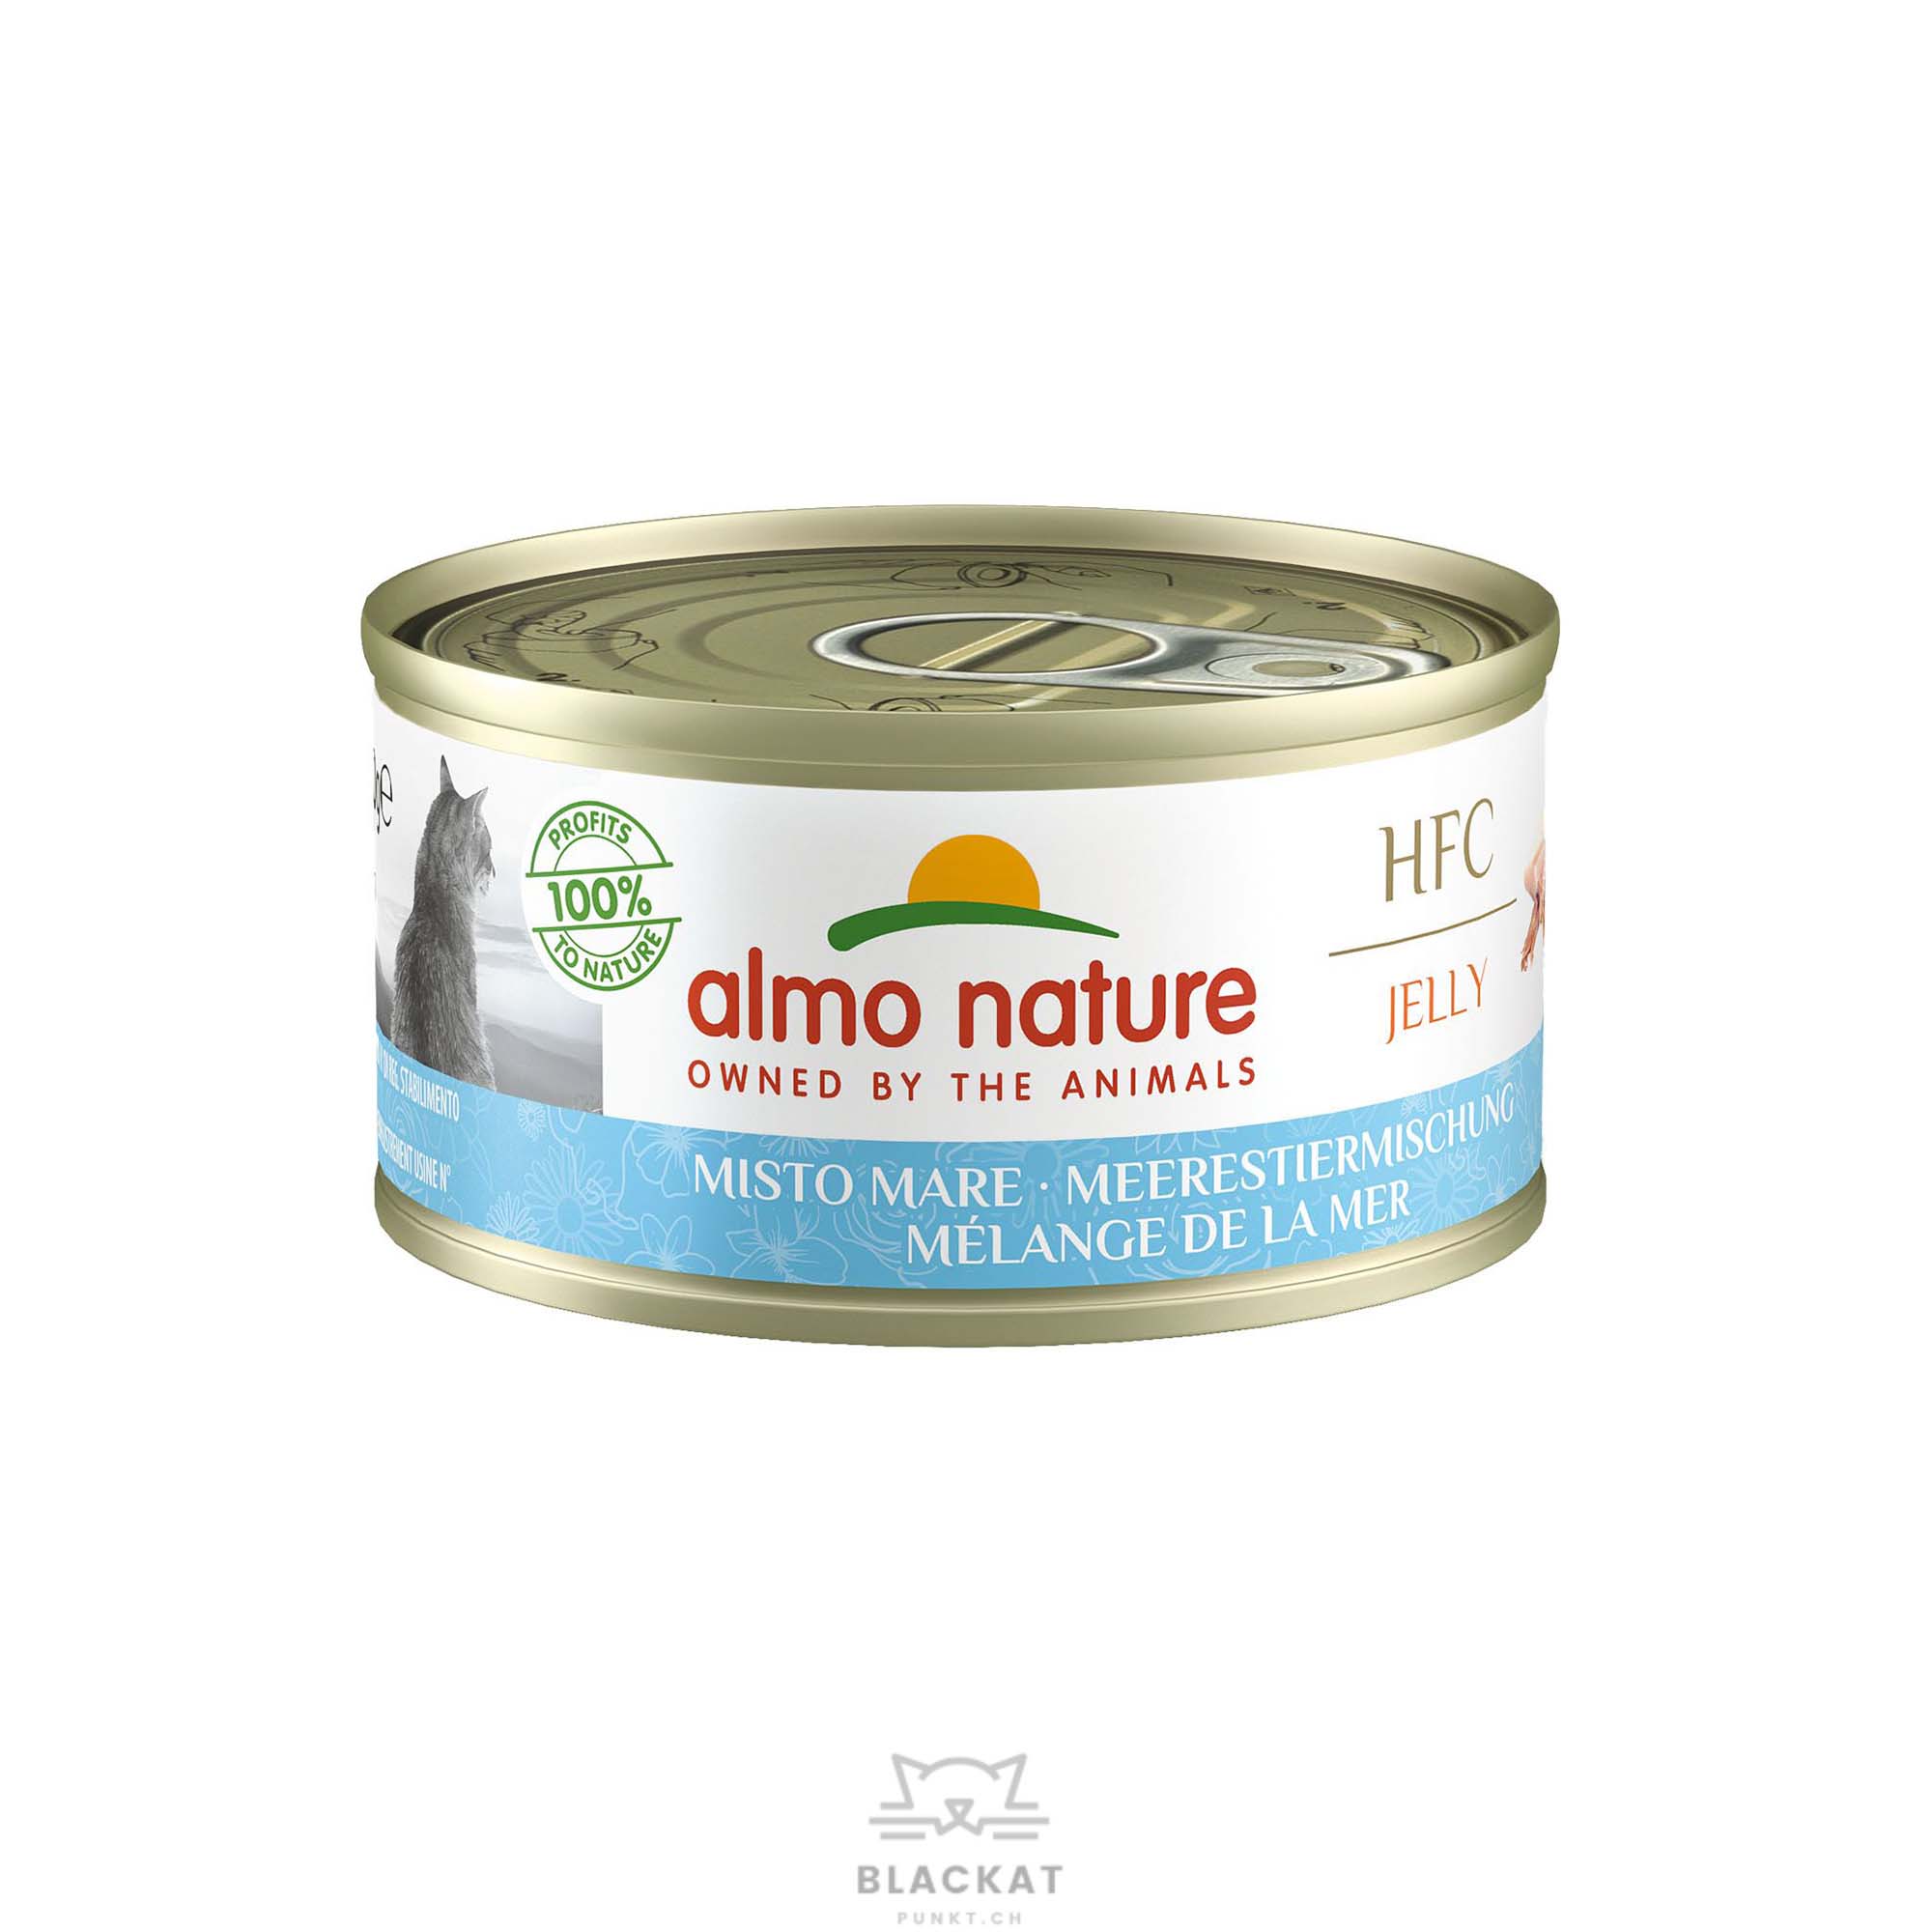 PROFITS
100%
TO NATURE
almo nature
OWNED BY THE ANIMALS
HFC
JELLY
STABILIMENTO
USINE N°
MISTO MARE · MEERESTIERMISCHUNG
MÉLANGE DE LA MER
BLACKAT
PUNKT.CH